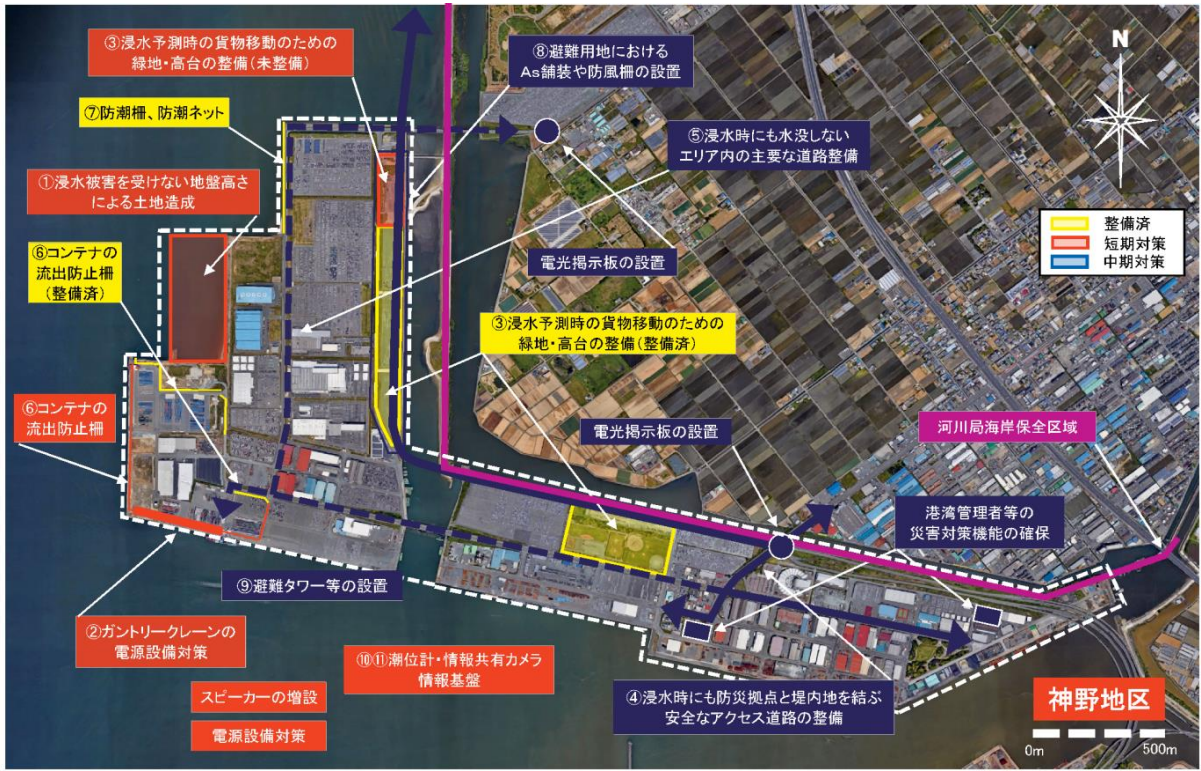 ③浸水予測時の貨物移動のための
緑地・高台の整備(未整備)
⑧避難用地における
As舗装や防風柵の設置
N
⑦防潮柵、防潮ネット
⑤浸水時にも水没しない
エリア内の主要な道路整備
①浸水被害を受けない地盤高さ
による土地造成
整備済
短期対策
中期対策
⑥コンテナの
流出防止柵
(整備済)
電光掲示板の設置
③浸水予測時の貨物移動のための
緑地・高台の整備(整備済)
⑥コンテナの
流出防止柵
電光掲示板の設置
河川局海岸保全区域
港湾管理者等の
災害対策機能の確保
⑨避難タワー等の設置
②ガントリークレーンの
電源設備対策
⑩⑪潮位計・情報共有カメラ
情報基盤
スピーカーの増設
電源設備対策
④浸水時にも防災拠点と堤内地を結ぶ
安全なアクセス道路の整備
神野地区
0m 500m